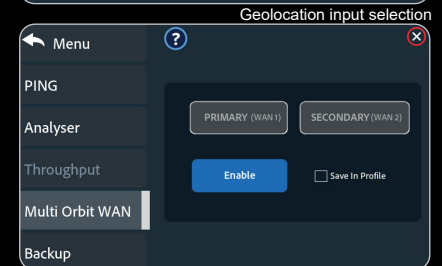 Geolocation input selection
Menu
?
PING
Analyser
PRIMARY (WAN 1)
SECONDARY (WAN 2)
Throughput
Enable
Save In Profile
Multi Orbit WAN
Backup